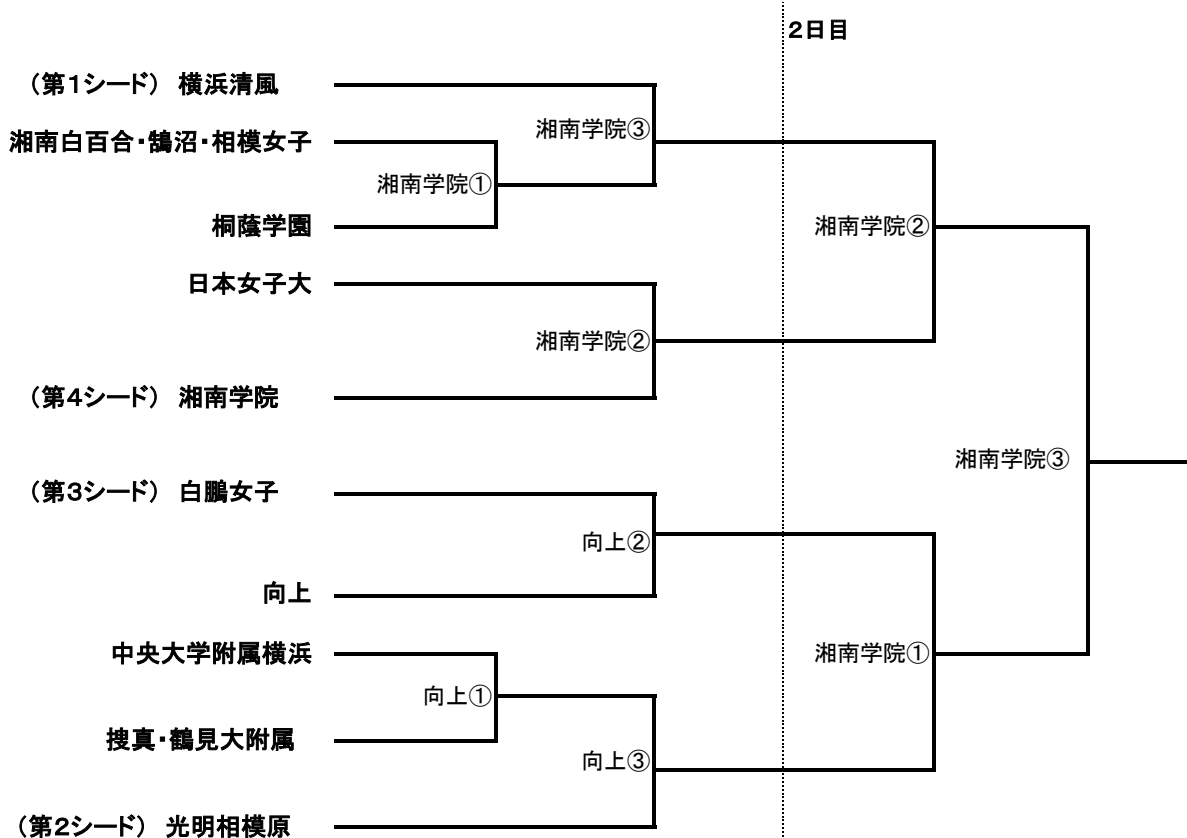 2日目
（第1シード） 横浜清風
湘南学院③
湘南白百合・鵠沼・相模女子
湘南学院①
湘南学院②
桐蔭学園
日本女子大
湘南学院②
（第4シード） 湘南学院
湘南学院③
（第3シード） 白鵬女子
向上②
向上
中央大学附属横浜
湘南学院①
向上①
捜真・鶴見大附属
向上③
（第2シード） 光明相模原